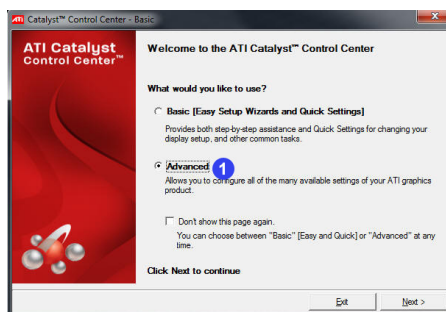 ATI Catalyst™ Control Center - Basic
ATI Catalyst
Control Center™
Welcome to the ATI Catalyst™ Control Center
What would you like to use?
Basic [Easy Setup Wizards and Quick Settings]
Provides both step-by-step assistance and Quick Settings for changing your
display setup, and other common tasks.
Advanced 1
Allows you to configure all of the many available settings of your ATI graphics
product.
Don't show this page again.
You can choose between "Basic" [Easy and Quick] or "Advanced" at any
time.
Click Next to continue
Exit Next >